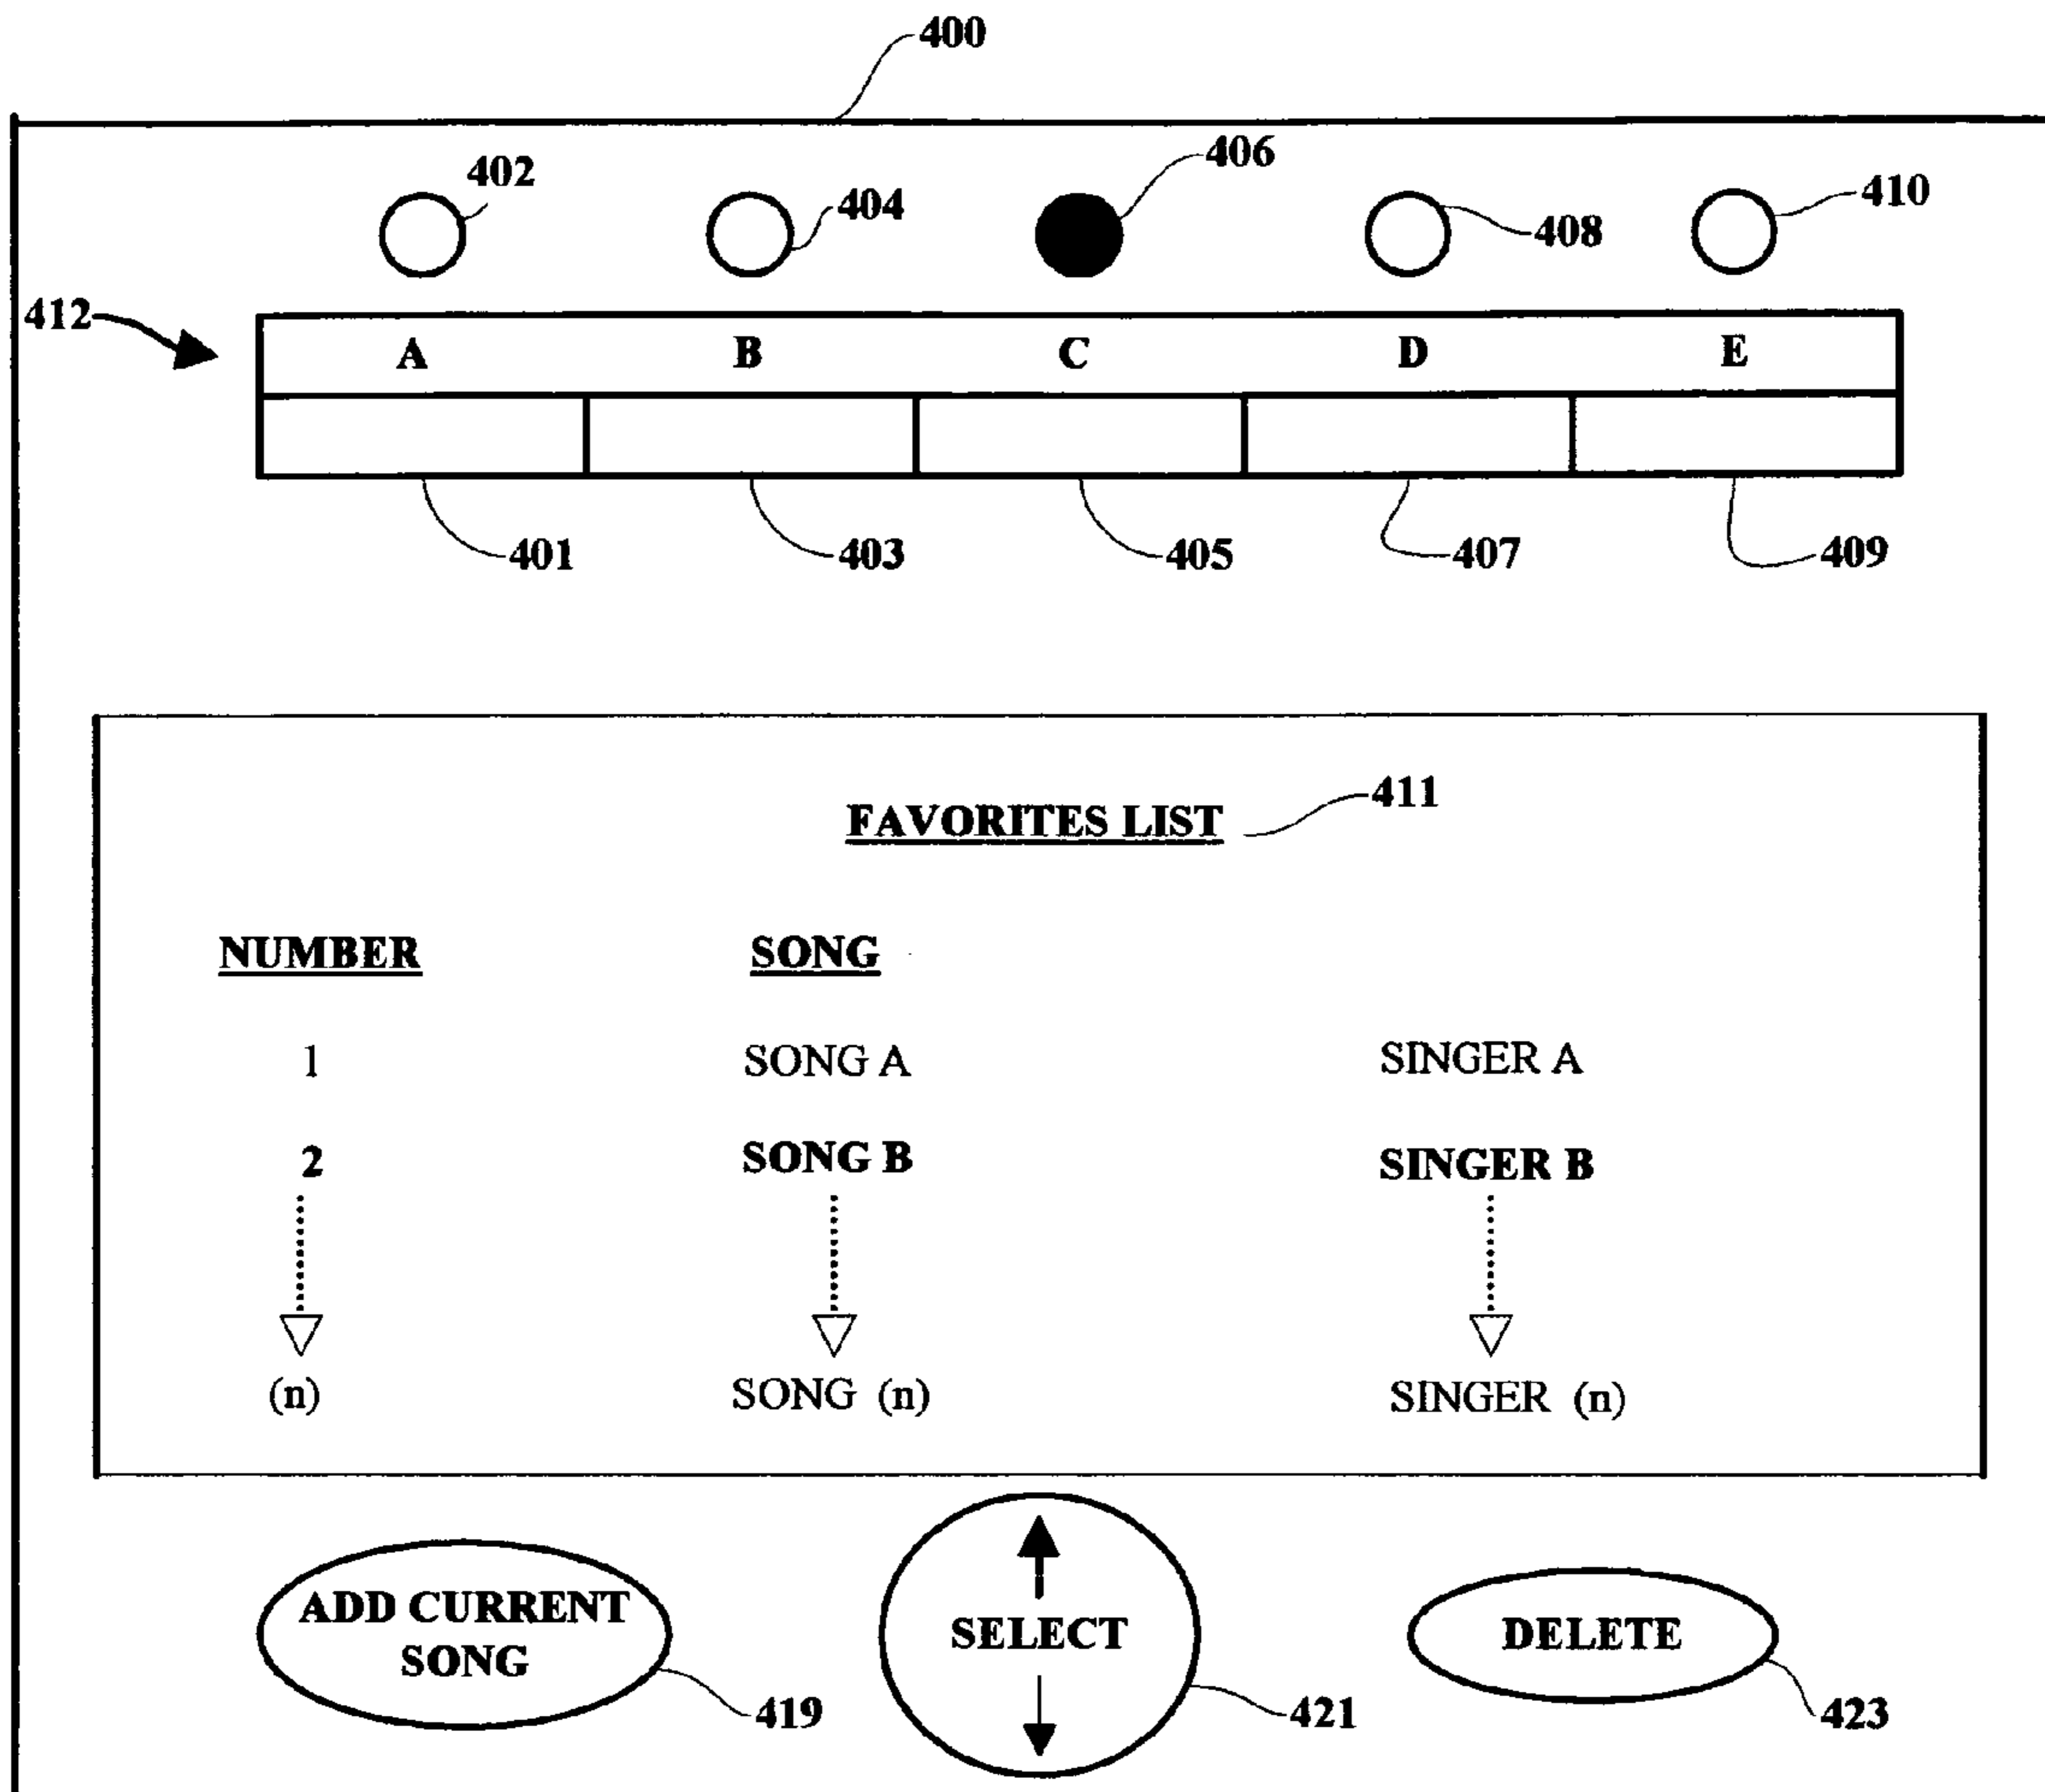 400
402
404
406
408
410
412
A B C D E
401 403 405 407 409
FAVORITES LIST 411
NUMBER SONG
1 SONG A SINGER A
2 SONG B SINGER B
(n) SONG (n) SINGER (n)
ADD CURRENT
SONG
SELECT
DELETE
419 421 423